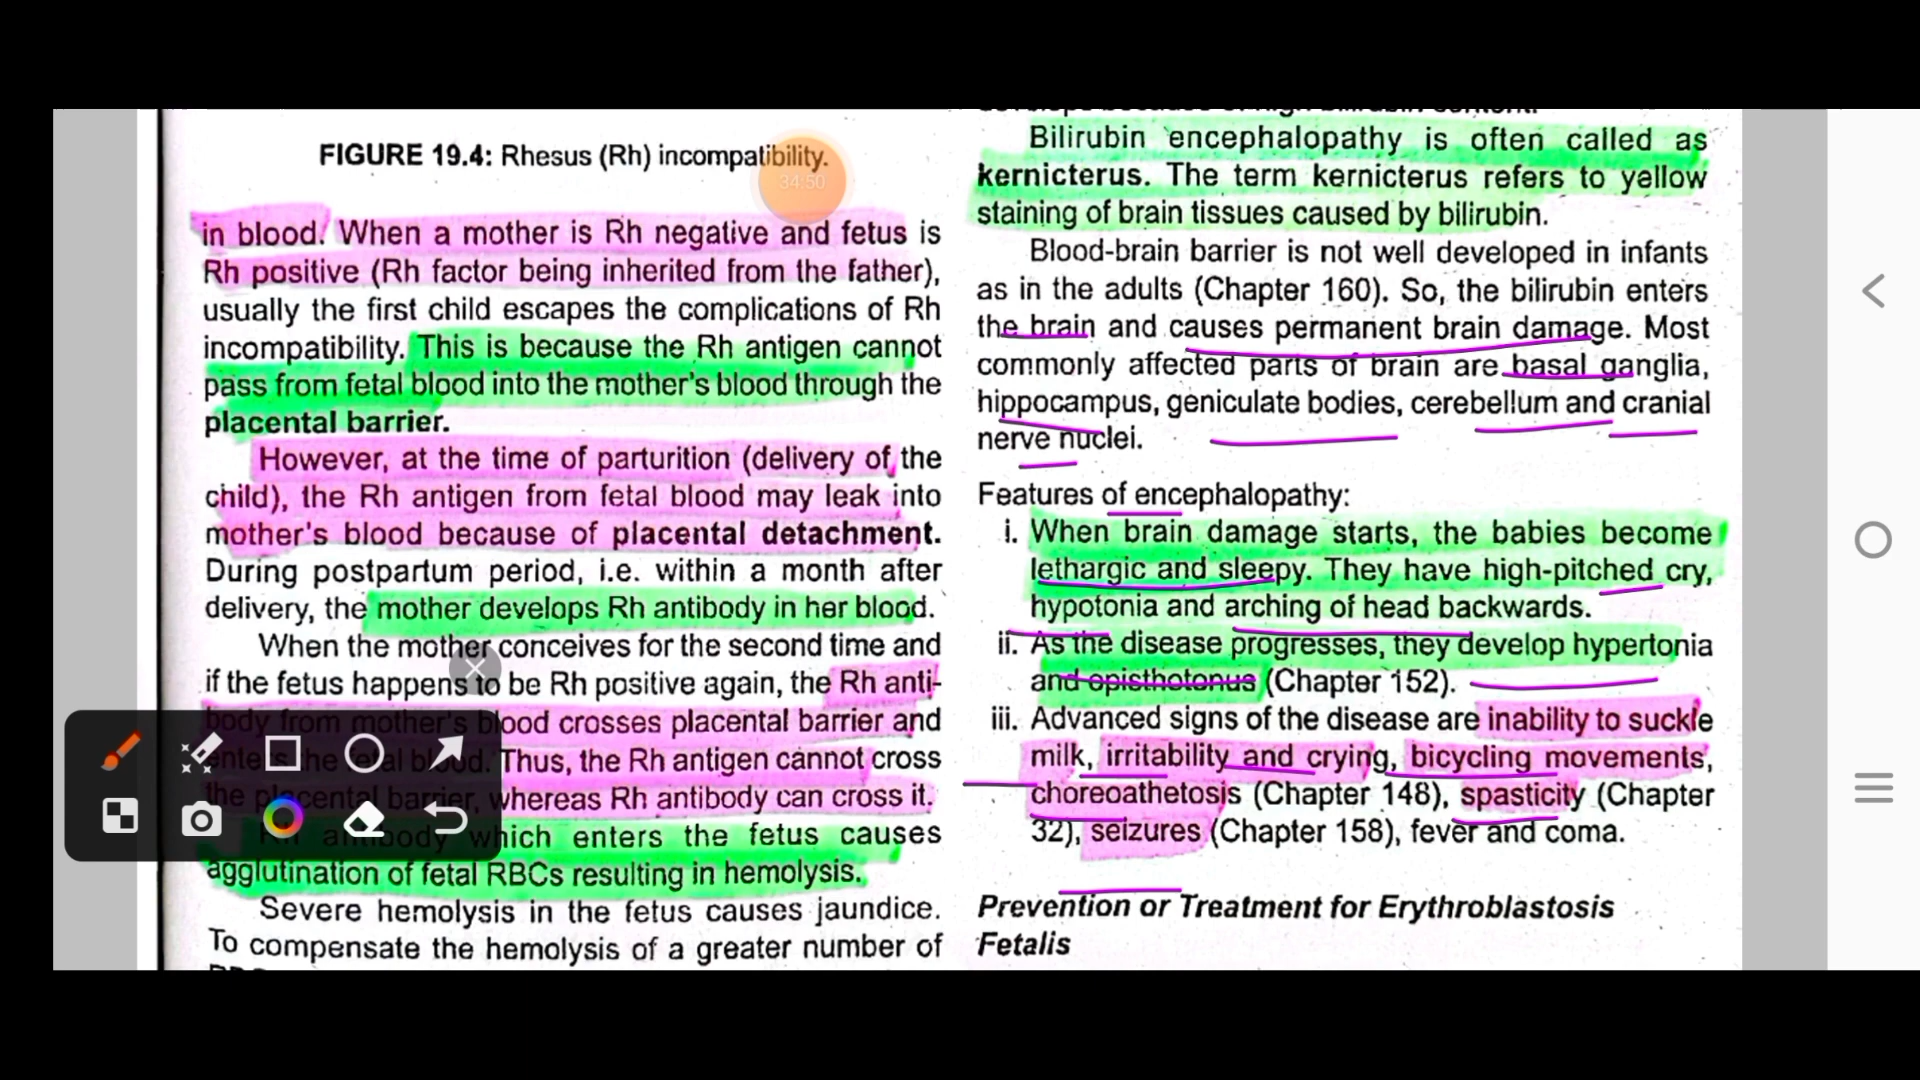 FIGURE 19.4: Rhesus (Rh) incompatibility.
34:50
in blood. When a mother is Rh negative and fetus is
Rh positive (Rh factor being inherited from the father),
usually the first child escapes the complications of Rh
incompatibility. This is because the Rh antigen cannot
pass from fetal blood into the mother's blood through the
placental barrier.
However, at the time of parturition (delivery of the
child), the Rh antigen from fetal blood may leak into
mother's blood because of placental detachment.
During postpartum period, i.e. within a month after
delivery, the mother develops Rh antibody in her blood.
When the mother conceives for the second time and
if the fetus happens to be Rh positive again, the Rh anti-
body from mother's blood crosses placental barrier and
enters the fetal blood. Thus, the Rh antigen cannot cross
the placental barrier, whereas Rh antibody can cross it.
Rh antibody which enters the fetus causes
agglutination of fetal RBCs resulting in hemolysis.
Severe hemolysis in the fetus causes jaundice.
To compensate the hemolysis of a greater number of
Bilirubin encephalopathy is often called as
kernicterus. The term kernicterus refers to yellow
staining of brain tissues caused by bilirubin.
Blood-brain barrier is not well developed in infants
as in the adults (Chapter 160). So, the bilirubin enters
the brain and causes permanent brain damage. Most
commonly affected parts of brain are basal ganglia,
hippocampus, geniculate bodies, cerebellum and cranial
nerve nuclei.
Features of encephalopathy:
i. When brain damage starts, the babies become
lethargic and sleepy. They have high-pitched cry,
hypotonia and arching of head backwards.
ii. As the disease progresses, they develop hypertonia
and opisthotonus (Chapter 152).
iii. Advanced signs of the disease are inability to suckle
milk, irritability and crying, bicycling movements,
choreoathetosis (Chapter 148), spasticity (Chapter
32), seizures (Chapter 158), fever and coma.
Prevention or Treatment for Erythroblastosis
Fetalis